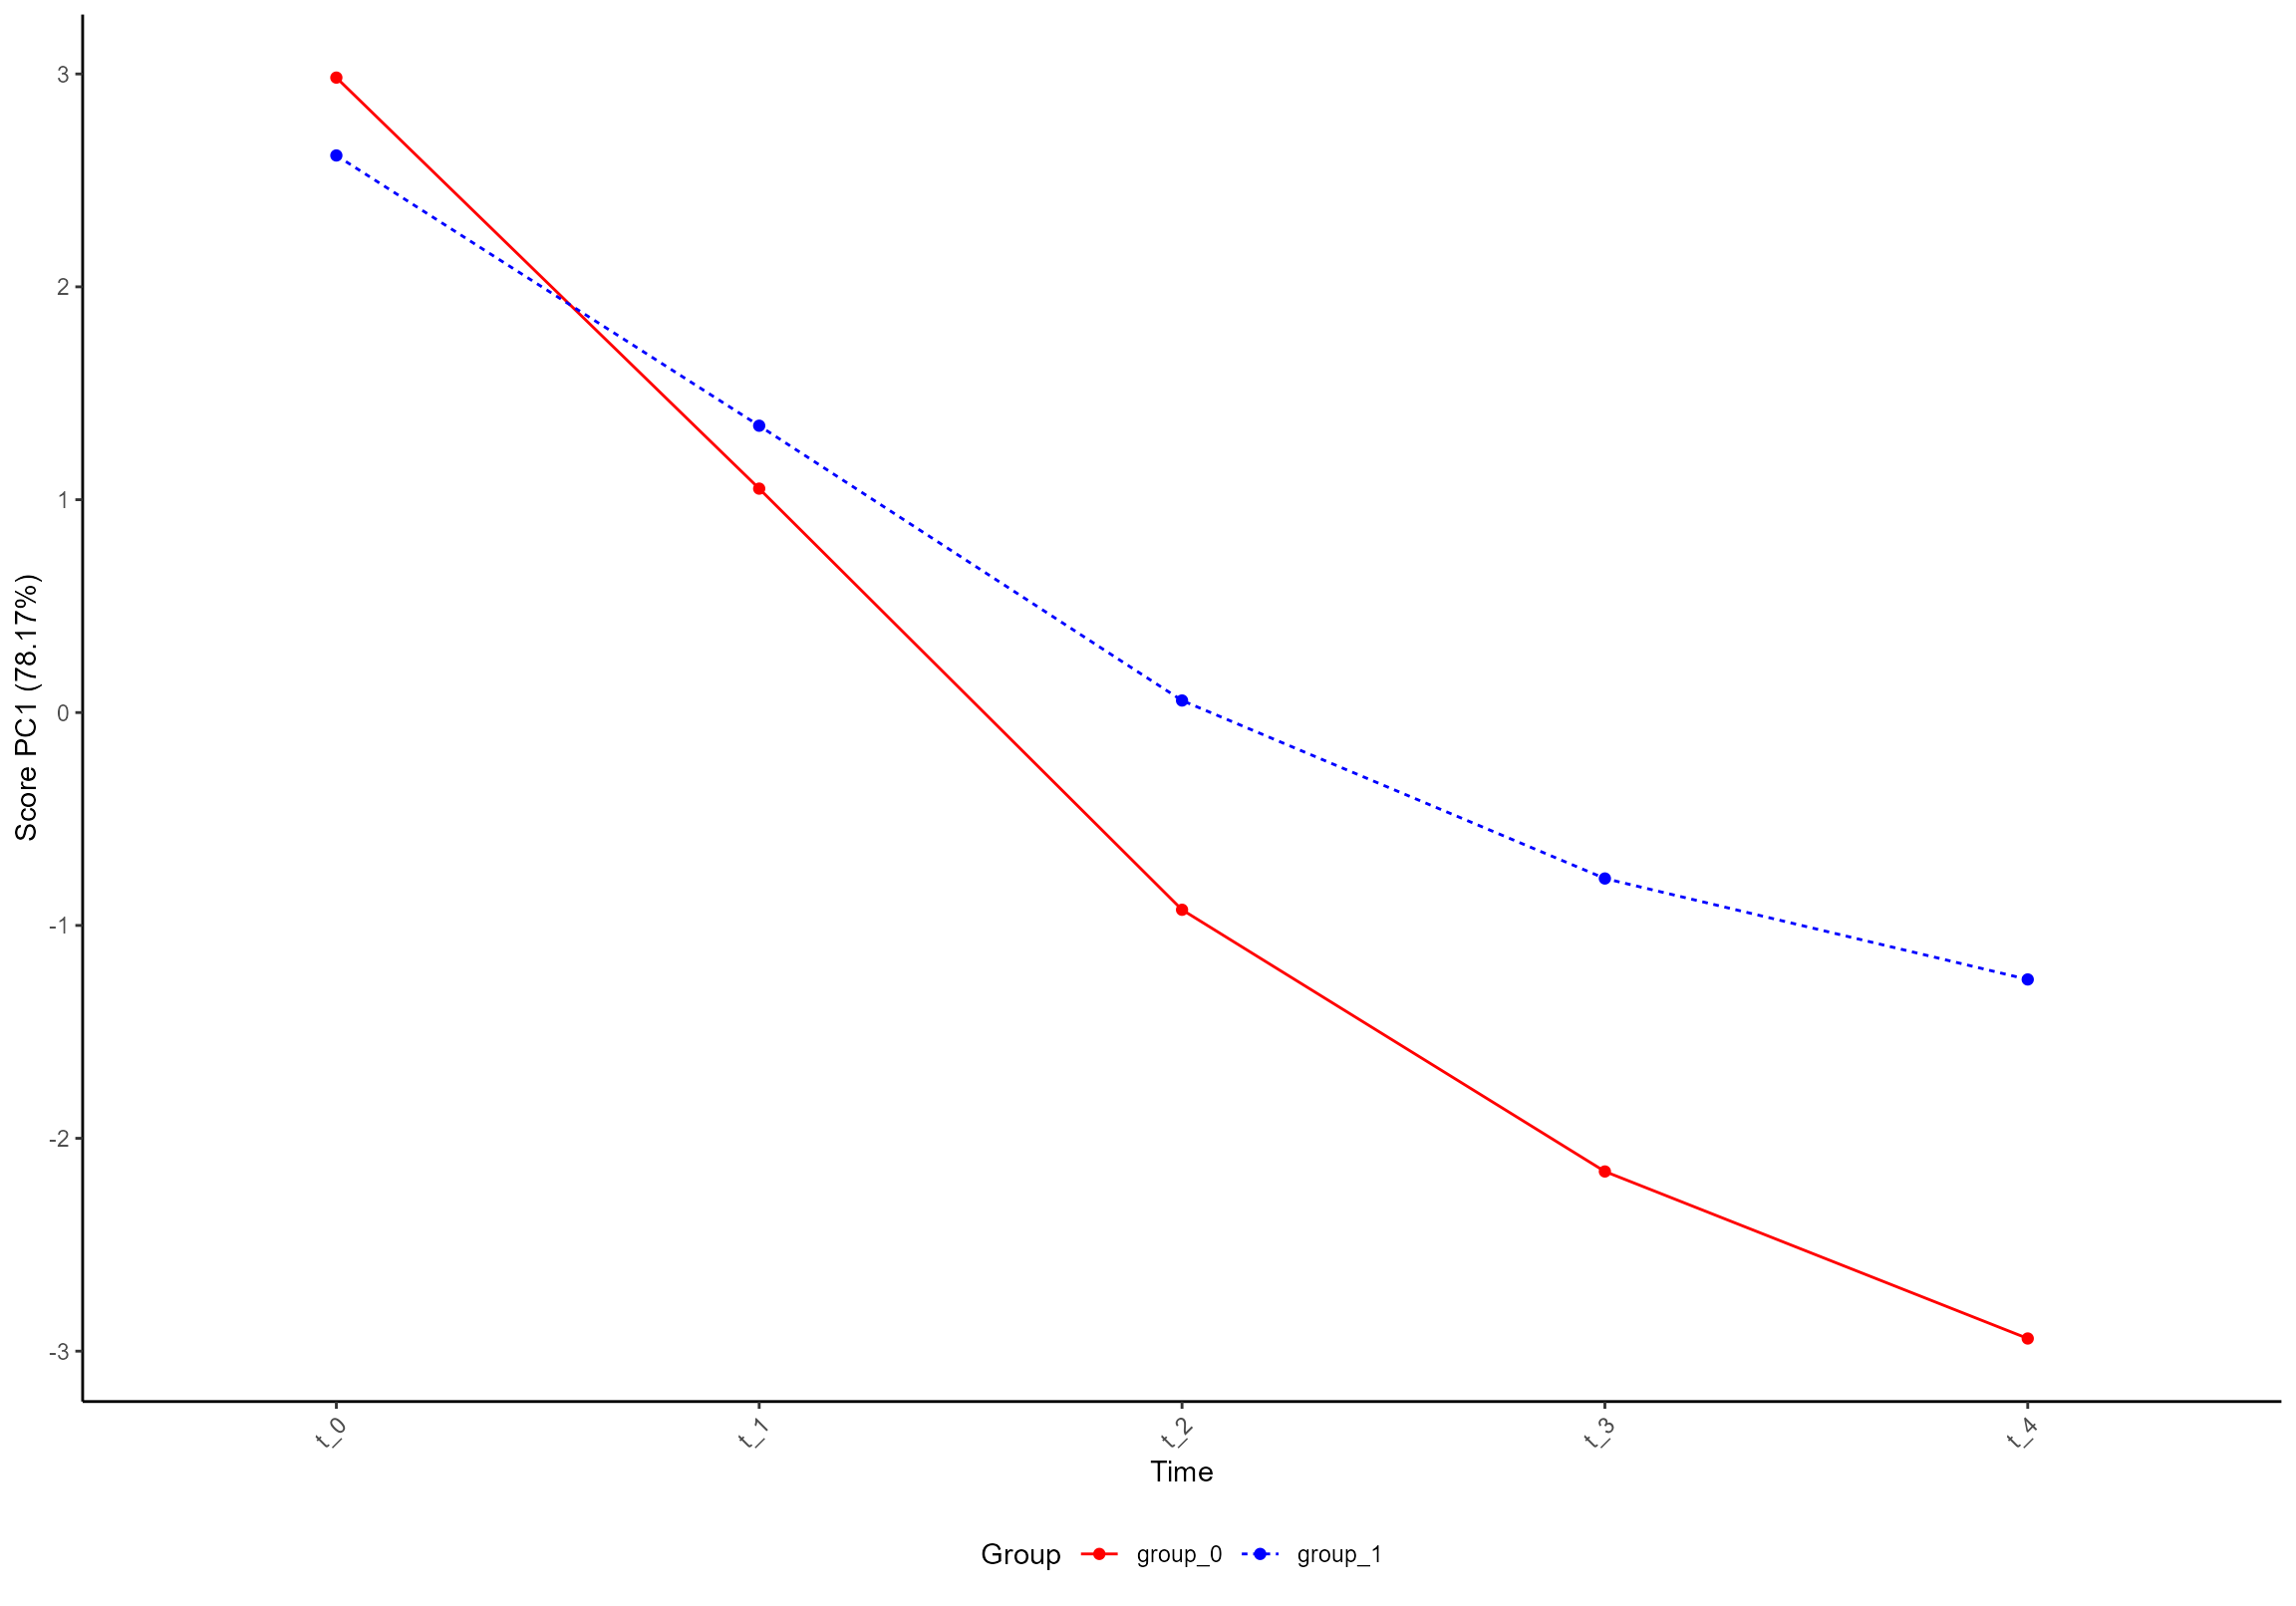 Score PC1 (78.17%)
3
2
1
0
-1
-2
-3
t_0
t_1
t_2
t_3
t_4
Time
Group group_0 group_1